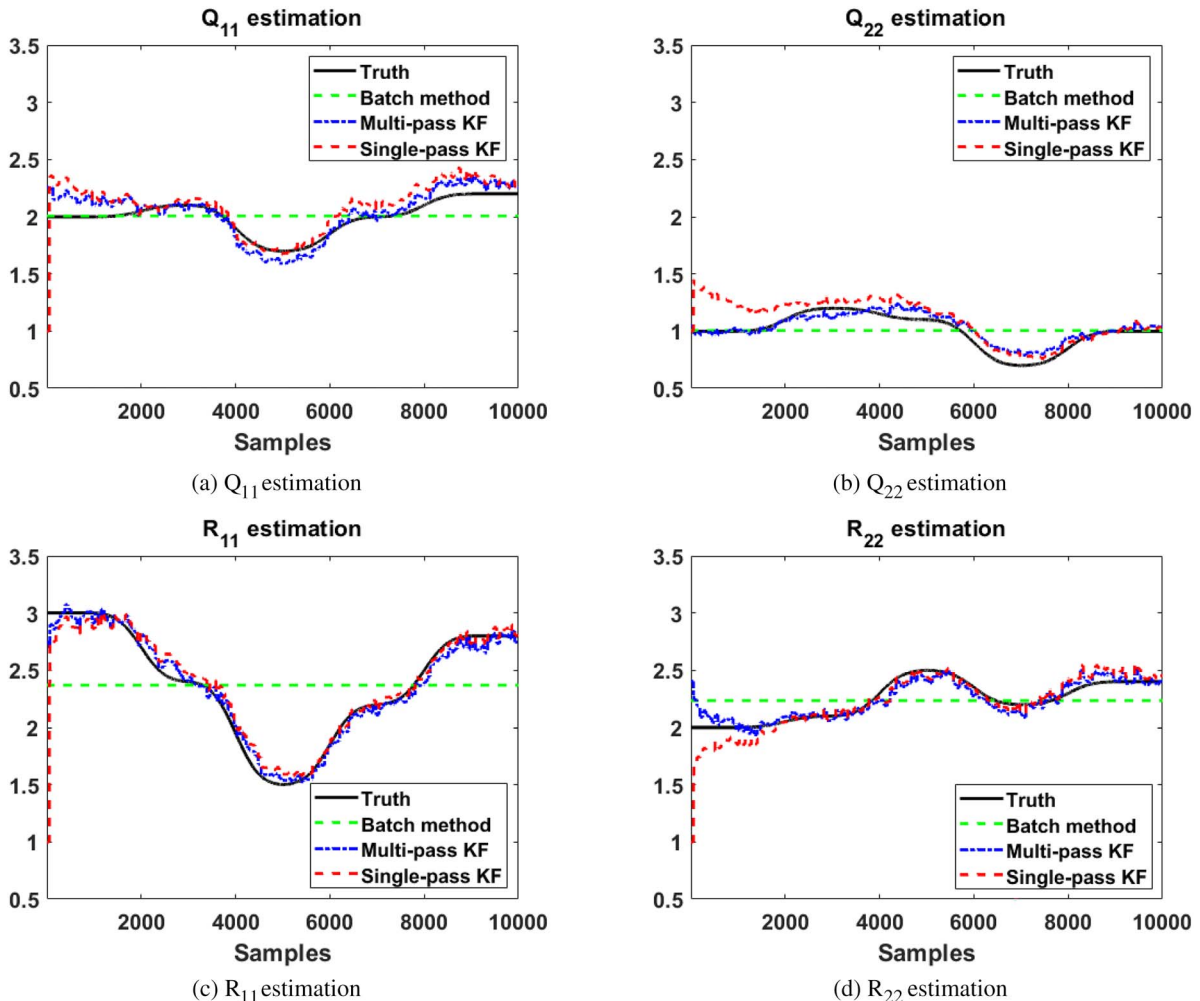 Q11 estimation
3.5
3
2.5
2
1.5
1
0.5
Truth
Batch method
Multi-pass KF
Single-pass KF
2000 4000 6000 8000 10000
Samples
(a) Q11 estimation
Q22 estimation
3.5
3
2.5
2
1.5
1
0.5
Truth
Batch method
Multi-pass KF
Single-pass KF
2000 4000 6000 8000 10000
Samples
(b) Q22 estimation
R11 estimation
3.5
3
2.5
2
1.5
1
0.5
Truth
Batch method
Multi-pass KF
Single-pass KF
2000 4000 6000 8000 10000
Samples
(c) R11 estimation
R22 estimation
3.5
3
2.5
2
1.5
1
0.5
Truth
Batch method
Multi-pass KF
Single-pass KF
2000 4000 6000 8000 10000
Samples
(d) R22 estimation